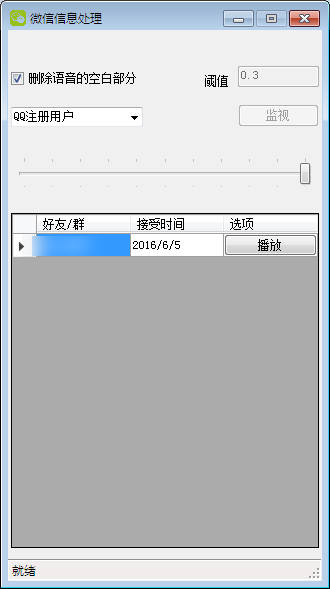 微信信息处理
删除语音的空白部分
阈值
0.3
QQ注册用户
监视
好友/群 接受时间 选项
2016/6/5 播放
就绪